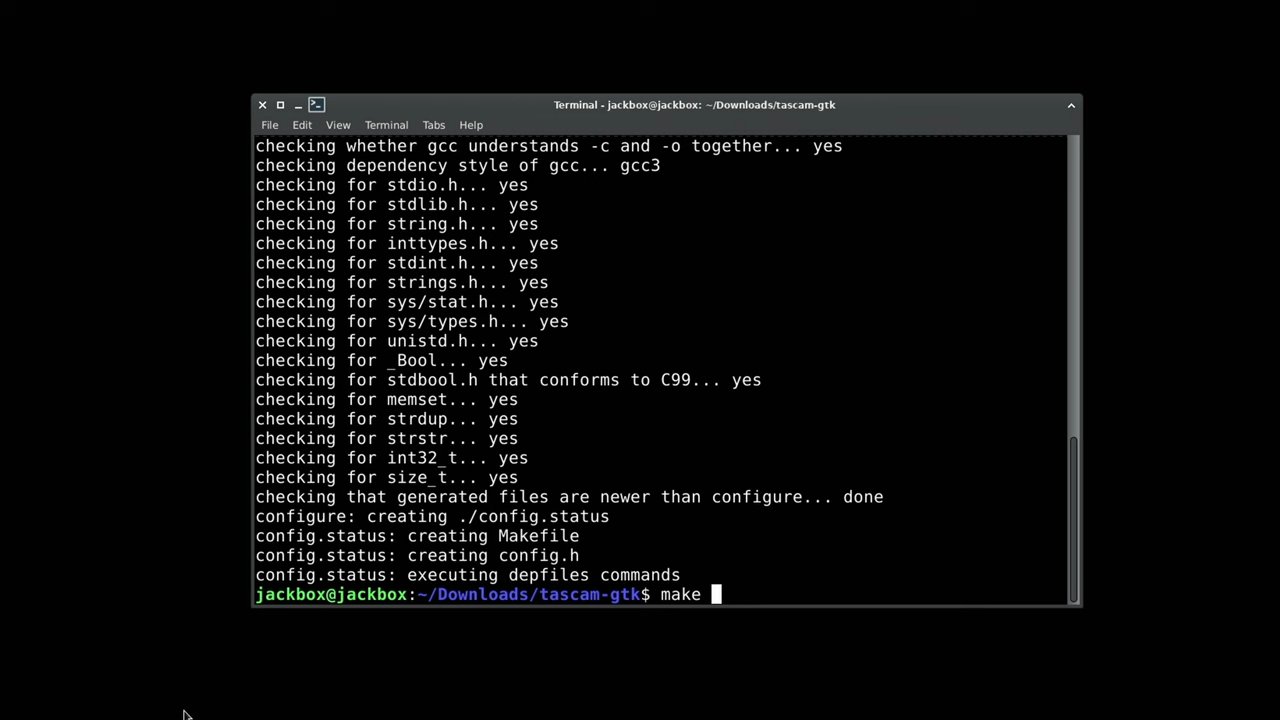 Terminal - jackbox@jackbox: ~/Downloads/tascam-gtk
File Edit View Terminal Tabs Help
checking whether gcc understands -c and -o together... yes
checking dependency style of gcc... gcc3
checking for stdio.h... yes
checking for stdlib.h... yes
checking for string.h... yes
checking for inttypes.h... yes
checking for stdint.h... yes
checking for strings.h... yes
checking for sys/stat.h... yes
checking for sys/types.h... yes
checking for unistd.h... yes
checking for _Bool... yes
checking for stdbool.h that conforms to C99... yes
checking for memset... yes
checking for strdup... yes
checking for strstr... yes
checking for int32_t... yes
checking for size_t... yes
checking that generated files are newer than configure... done
configure: creating ./config.status
config.status: creating Makefile
config.status: creating config.h
config.status: executing depfiles commands
jackbox@jackbox:~/Downloads/tascam-gtk$ make